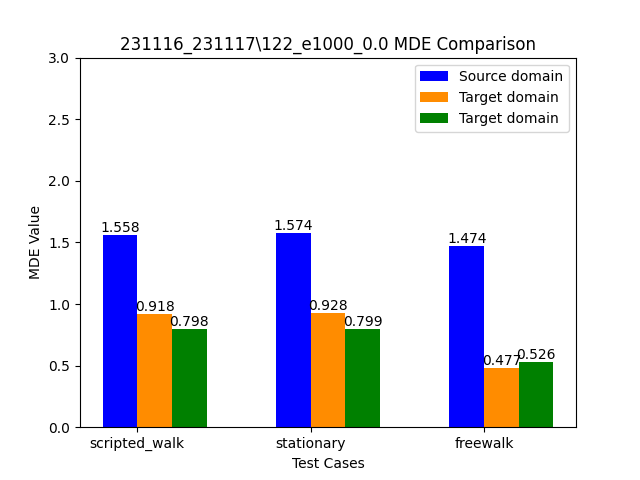 231116_231117\122_e1000_0.0 MDE Comparison
Source domain
Target domain
Target domain
MDE Value
3.0
2.5
2.0
1.5
1.0
0.5
0.0
1.558
0.918
0.798
1.574
0.928
0.799
1.474
0.477
0.526
scripted_walk
stationary
freewalk
Test Cases